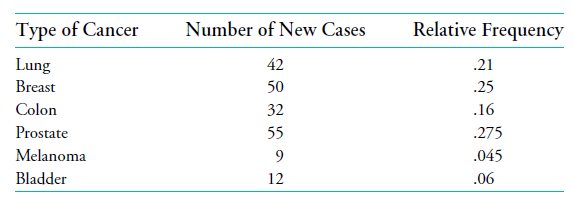 Type of Cancer Number of New Cases Relative Frequency
Lung 42 .21
Breast 50 .25
Colon 32 .16
Prostate 55 .275
Melanoma 9 .045
Bladder 12 .06